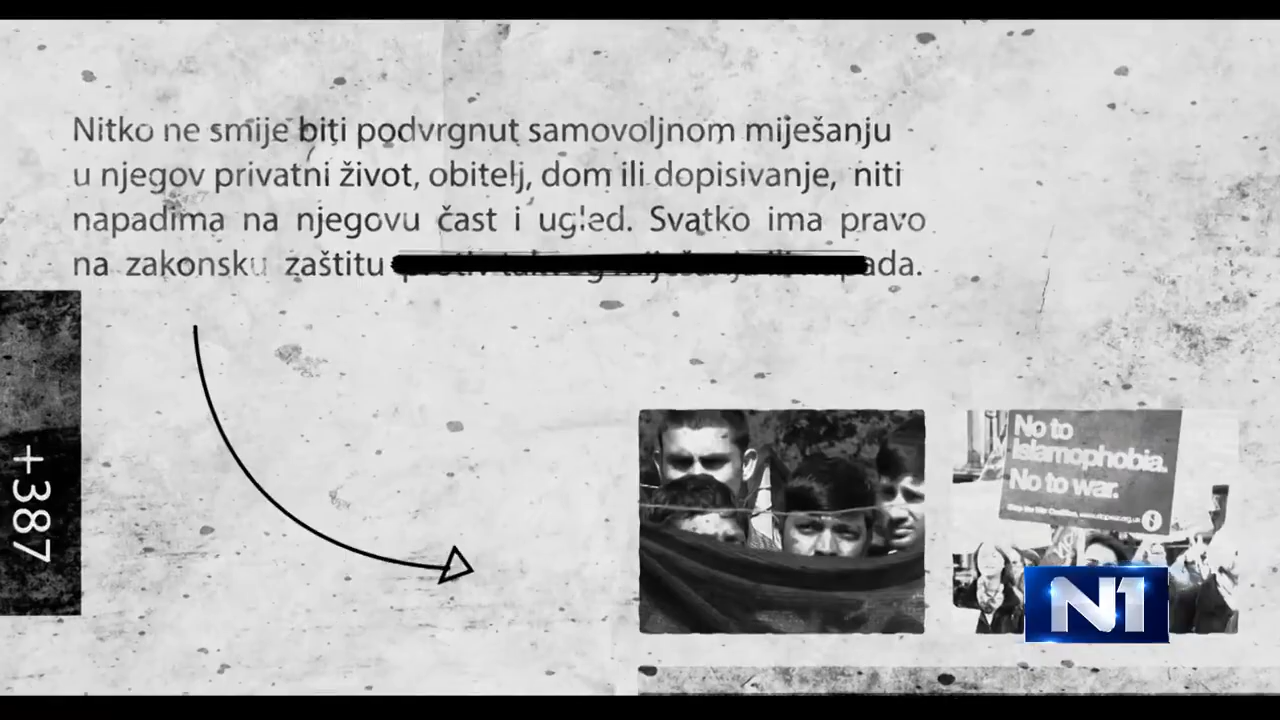 Nitko ne smije biti podvrgnut samovoljnom miješanju
u njegov privatni život, obitelj, dom ili dopisivanje, niti
napadima na njegovu čast i ugled. Svatko ima pravo
na zakonsku zaštitu
+387
No to
Islamophobia.
No to war.
N1